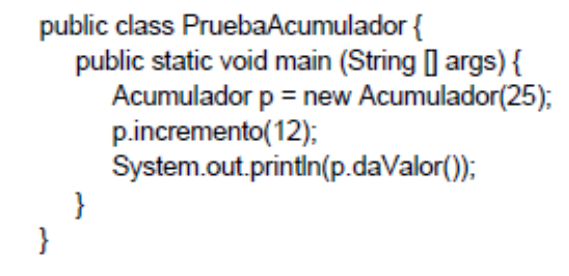 public class PruebaAcumulador {
public static void main (String [] args) {
Acumulador p = new Acumulador(25);
p.incremento(12);
System.out.println(p.daValor());
}
}